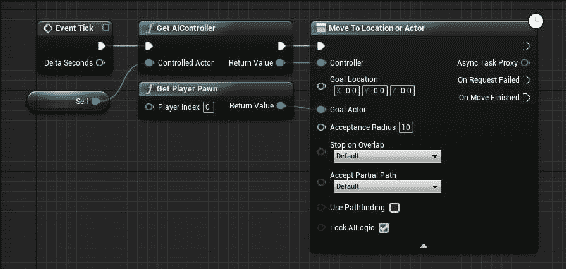 Event Tick
Delta Seconds
Self
Get AIController
Controlled Actor
Return Value
Get Player Pawn
Player Index 0
Return Value
Move To Location or Actor
Controller
Async Task Proxy
Goal Location
On Request Failed
X 0.0 Y 0.0 Z 0.0
On Move Finished
Goal Actor
Acceptance Radius 10
Stop on Overlap
Default
Accept Partial Path
Default
Use Pathfinding
Lock AILogic